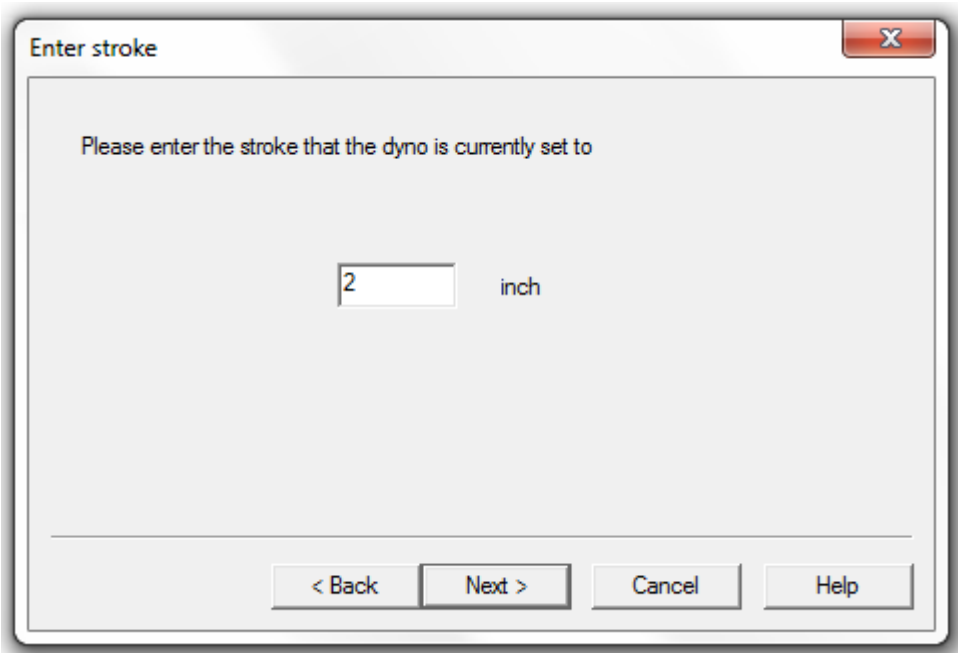 Enter stroke
Please enter the stroke that the dyno is currently set to
2 inch
< Back Next > Cancel Help